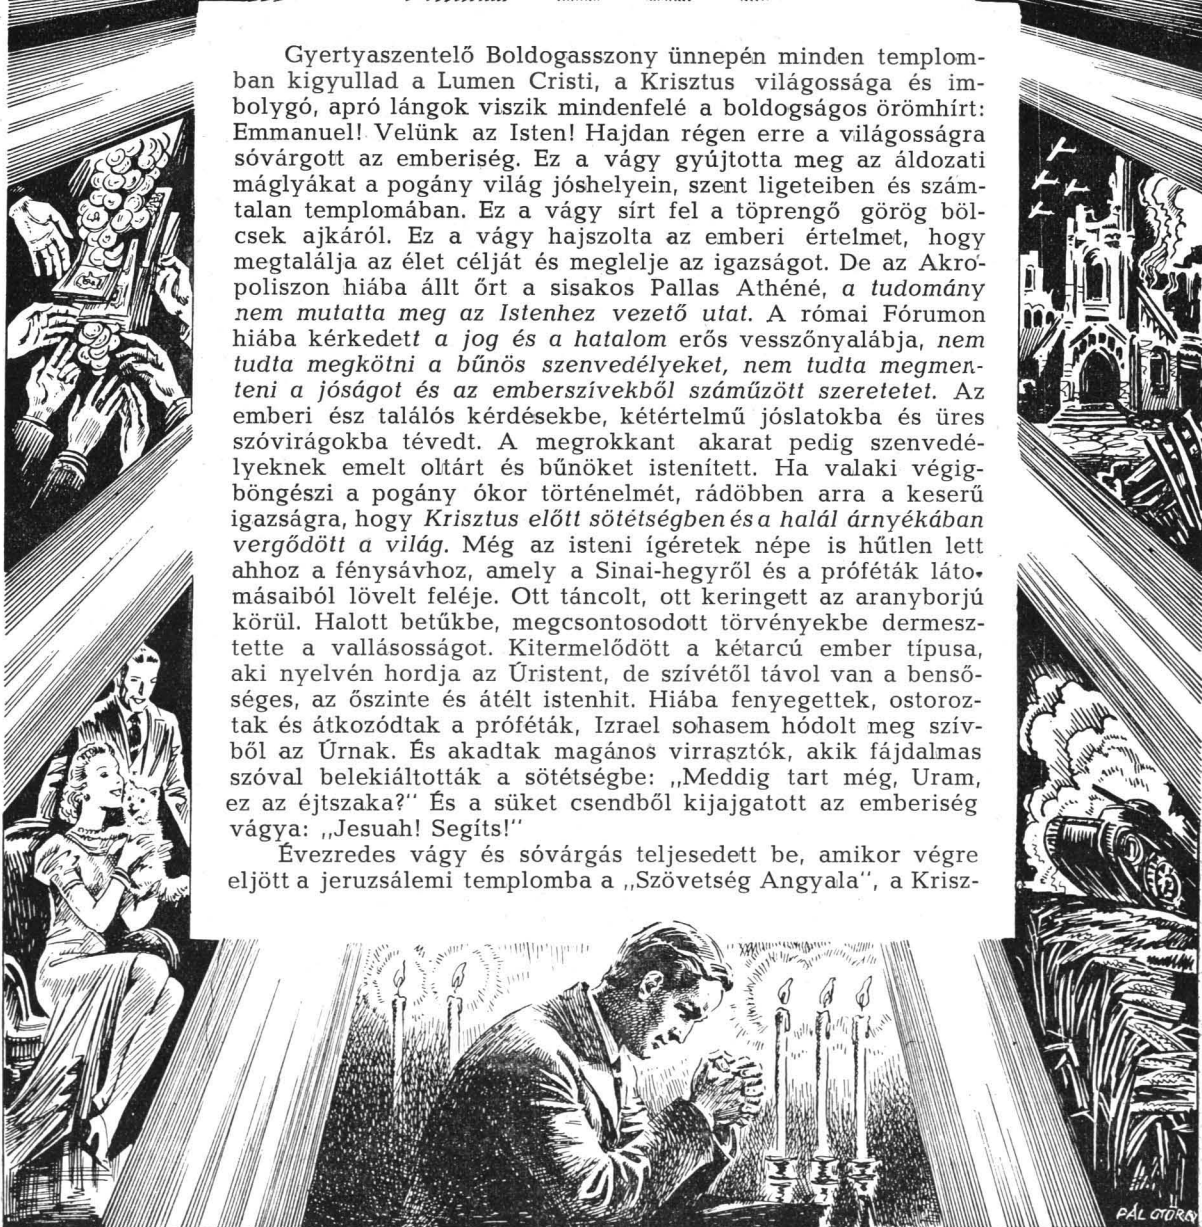 Gyertyaszentelő Boldogasszony ünnepén minden templom-
ban kigyullad a Lumen Cristi, a Krisztus világossága és im-
bolygó, apró lángok viszik mindenfelé a boldogságos örömhírt:
Emmanuel! Velünk az Isten! Hajdan régen erre a világosságra
sóvárgott az emberiség. Ez a vágy gyújtotta meg az áldozati
máglyákat a pogány világ jóshelyein, szent ligeteiben és szám-
talan templomában. Ez a vágy sírt fel a töprengő görög böl-
csek ajkáról. Ez a vágy hajszolta az emberi értelmet, hogy
megtalálja az élet célját és meglelje az igazságot. De az Akro-
poliszon hiába állt őrt a sisakos Pallas Athéné, a tudomány
nem mutatta meg az Istenhez vezető utat. A római Fórumon
hiába kérkedett a jog és a hatalom erős vesszőnyalábja, nem
tudta megkötni a bűnös szenvedélyeket, nem tudta megmen-
teni a jóságot és az emberszívekből száműzött szeretetet. Az
emberi ész találós kérdésekbe, kétértelmű jóslatokba és üres
szóvirágokba tévedt. A megrokkant akarat pedig szenvedé-
lyeknek emelt oltárt és bűnöket istenített. Ha valaki végig-
böngészi a pogány ókor történelmét, rádöbben arra a keserű
igazságra, hogy Krisztus előtt sötétségben és a halál árnyékában
vergődött a világ. Még az isteni ígéretek népe is hűtlen lett
ahhoz a fénysávhoz, amely a Sinai-hegyről és a próféták láto-
másaiból lövelt feléje. Ott táncolt, ott keringett az aranyborjú
körül. Halott betűkbe, megcsontosodott törvényekbe dermesz-
tette a vallásosságot. Kitermelődött a kétarcú ember típusa,
aki nyelvén hordja az Úristent, de szívétől távol van a benső-
séges, az őszinte és átélt istenhit. Hiába fenyegettek, ostoroz-
tak és átkozódtak a próféták, Izrael sohasem hódolt meg szív-
ből az Úrnak. És akadtak magános virrasztók, akik fájdalmas
szóval belekiáltották a sötétségbe: „Meddig tart még, Uram,
ez az éjtszaka?" És a süket csendből kijajgatott az emberiség
vágya: „Jesuah! Segíts!"
Évezredes vágy és sóvárgás teljesedett be, amikor végre
eljött a jeruzsálemi templomba a „Szövetség Angyala", a Krisz-
PÁL GYÖRGY